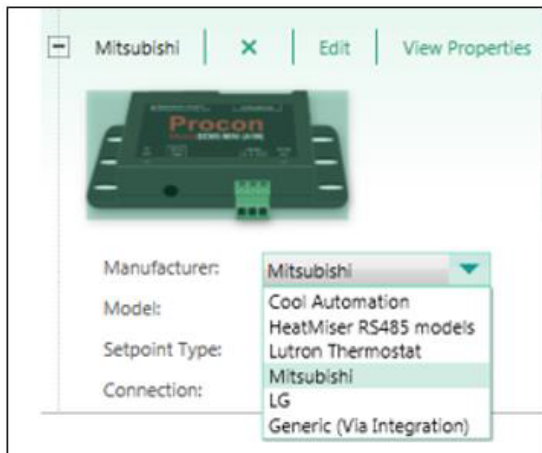 Mitsubishi
Edit
View Properties
Procon
Manufacturer:
Mitsubishi
Model:
Setpoint Type:
Connection:
Cool Automation
HeatMiser RS485 models
Lutron Thermostat
Mitsubishi
LG
Generic (Via Integration)